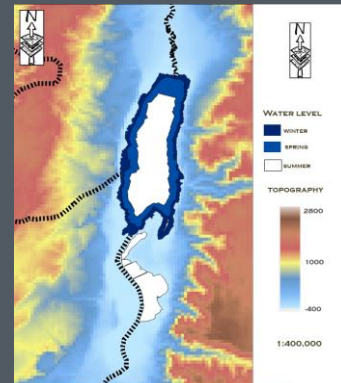 N
N
WATER LEVEL
WINTER
SPRING
SUMMER
TOPOGRAPHY
2800
1000
-400
1:400,000